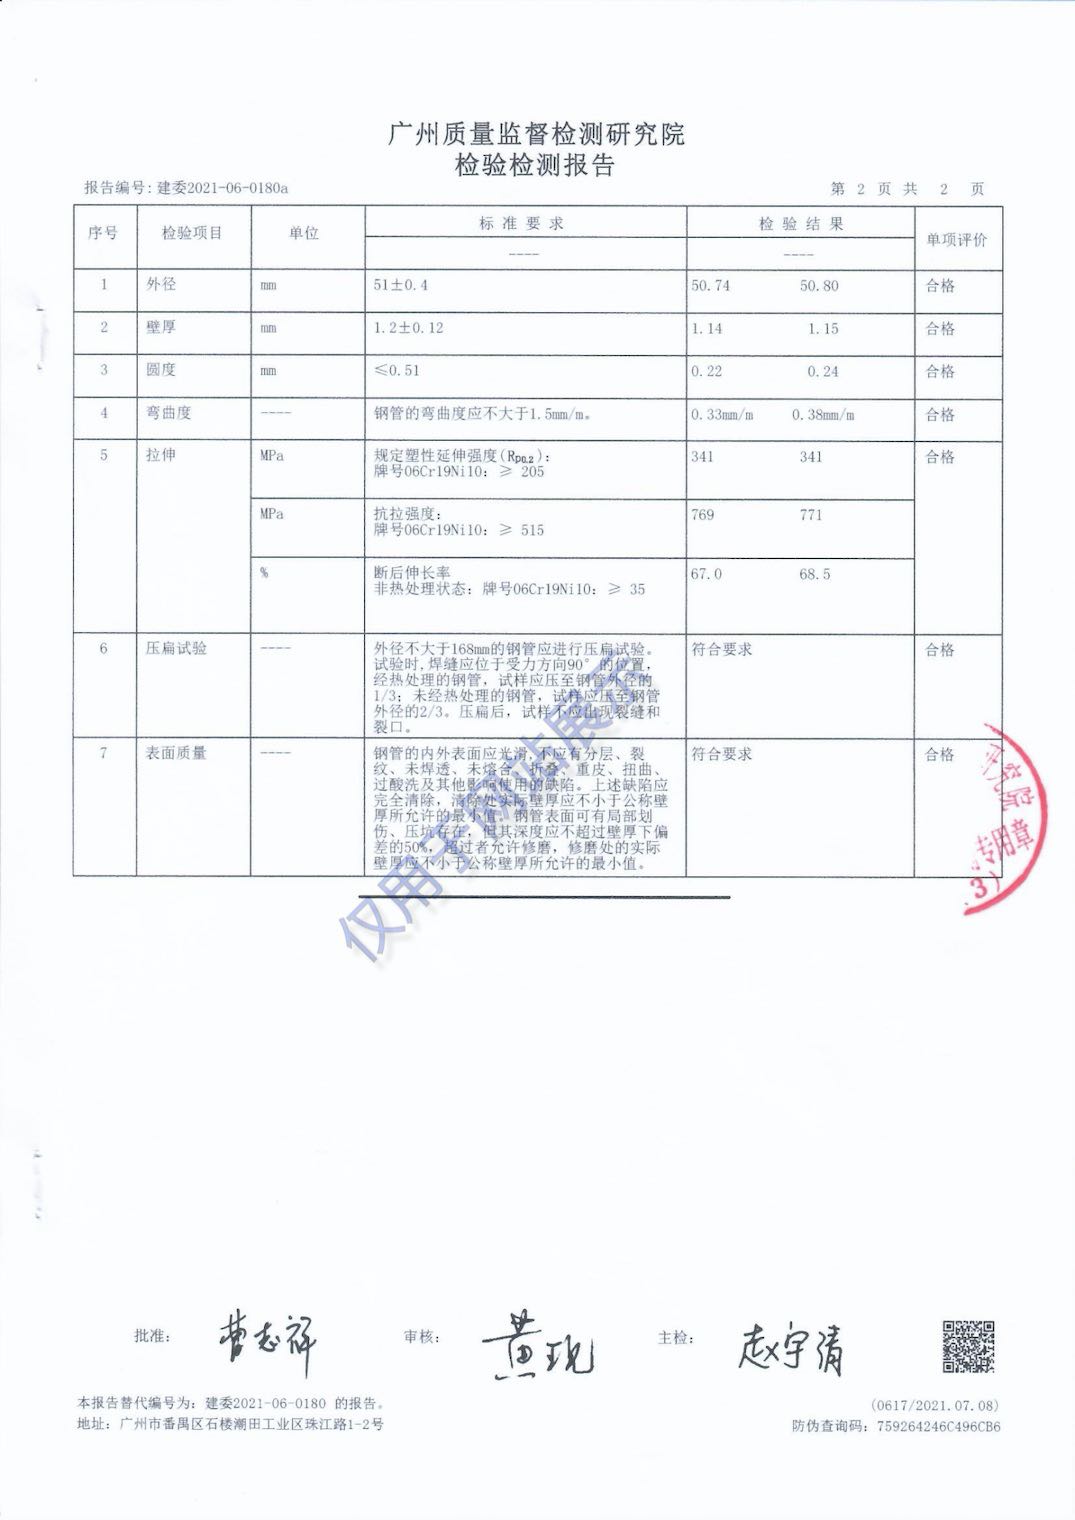 广州质量监督检测研究院
检验检测报告
报告编号:建委2021-06-0180a
第 2 页 共 2 页
序号 检验项目 单位 标准要求 检验结果 单项评价
---- ----
1 外径 mm 51±0.4 50.74 50.80 合格
2 壁厚 mm 1.2±0.12 1.14 1.15 合格
3 圆度 mm ≤0.51 0.22 0.24 合格
4 弯曲度 ---- 钢管的弯曲度应不大于1.5mm/m。 0.33mm/m 0.38mm/m 合格
5 拉伸 MPa 规定塑性延伸强度(Rp0.2): 341 341 合格
牌号06Cr19Ni10: ≥ 205
MPa 抗拉强度: 769 771
牌号06Cr19Ni10: ≥ 515
% 断后伸长率 67.0 68.5
非热处理状态: 牌号06Cr19Ni10: ≥ 35
6 压扁试验 ---- 外径不大于168mm的钢管应进行压扁试验。 符合要求 合格
试验时,焊缝应位于受力方向90°的位置,
经热处理的钢管, 试样应压至钢管外径的
1/3; 未经热处理的钢管, 试样应压至钢管
外径的2/3。压扁后, 试样不应出现裂缝和
裂口。
7 表面质量 ---- 钢管的内外表面应光滑,不应有分层、裂 符合要求 合格
纹、未焊透、未熔合、折叠、重皮、扭曲、
过酸洗及其他影响使用的缺陷。上述缺陷应
完全清除, 清除处实际壁厚应不小于公称壁
厚所允许的最小值。钢管表面可有局部划
伤、压坑存在, 但其深度应不超过壁厚下偏
差的50%, 超过者允许修磨, 修磨处的实际
壁厚应不小于公称壁厚所允许的最小值。
仅用于网站展示
究院
专用章
3)
批准: 曹志祥 审核: 黄现 主检: 赵宇清
本报告替代编号为: 建委2021-06-0180 的报告。
地址: 广州市番禺区石楼潮田工业区珠江路1-2号
(0617/2021.07.08)
防伪查询码: 759264246C496CB6